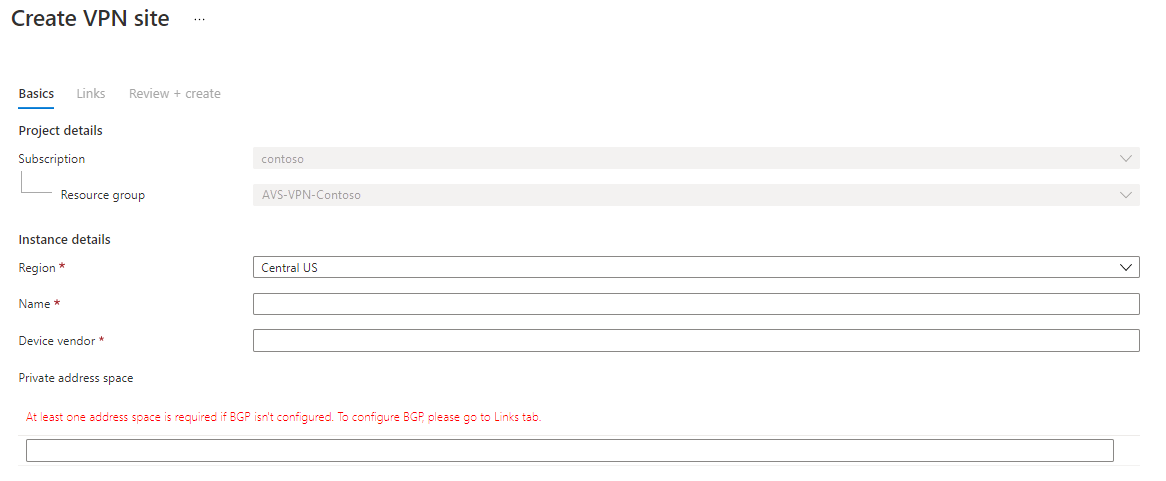 Create VPN site ...
Basics Links Review + create
Project details
Subscription contoso
Resource group AVS-VPN-Contoso
Instance details
Region * Central US
Name *
Device vendor *
Private address space
At least one address space is required if BGP isn't configured. To configure BGP, please go to Links tab.